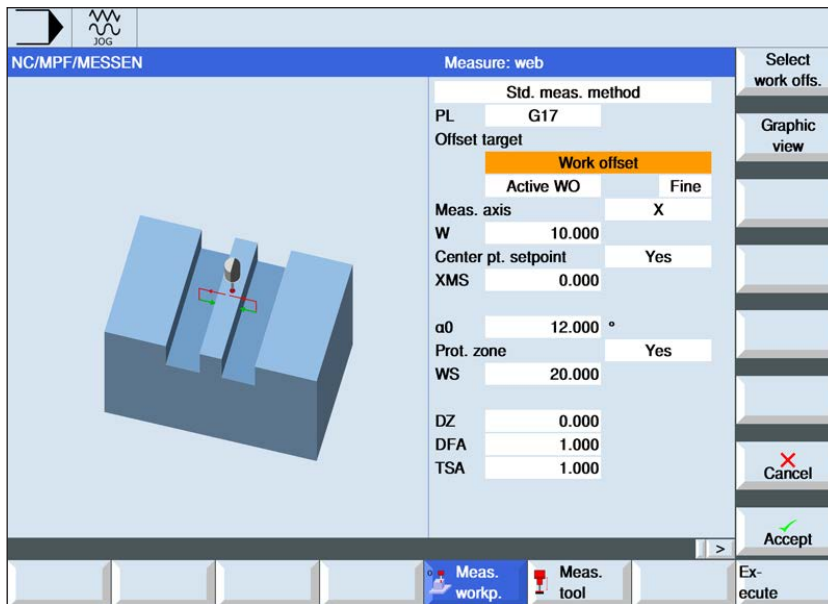 JOG
NC/MPF/MESSEN
Measure: web
Select
work offs.
Std. meas. method
PL G17
Offset target
Work offset
Active WO Fine
Meas. axis X
W 10.000
Center pt. setpoint Yes
XMS 0.000
α0 12.000 °
Prot. zone Yes
WS 20.000
DZ 0.000
DFA 1.000
TSA 1.000
Graphic
view
Cancel
Accept
>
Meas.
workp.
Meas.
tool
Ex-
ecute